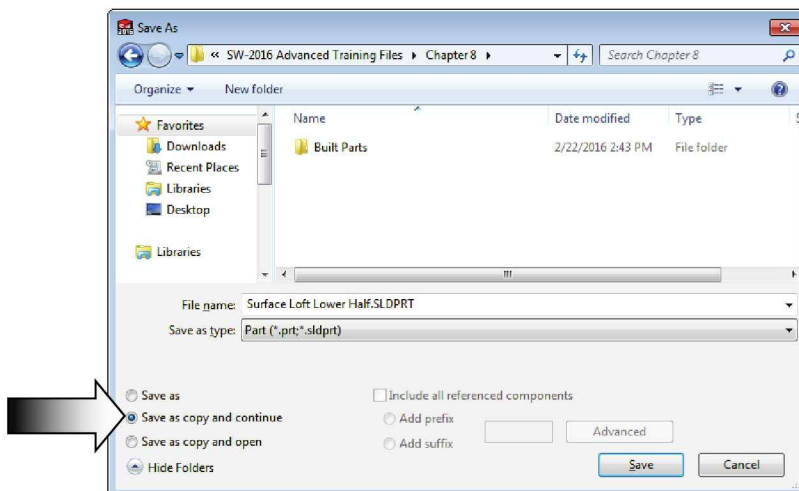 Save As
« SW-2016 Advanced Training Files ▸ Chapter 8 ▸ Search Chapter 8
Organize ▾ New folder
Name Date modified Type
Favorites
Downloads
Recent Places
Libraries
Desktop
Libraries
Built Parts 2/22/2016 2:43 PM File folder
File name: Surface Loft Lower Half.SLDPRT
Save as type: Part (*.prt;*.sldprt)
Save as Include all referenced components
Save as copy and continue Add prefix
Save as copy and open Add suffix Advanced
Hide Folders Save Cancel